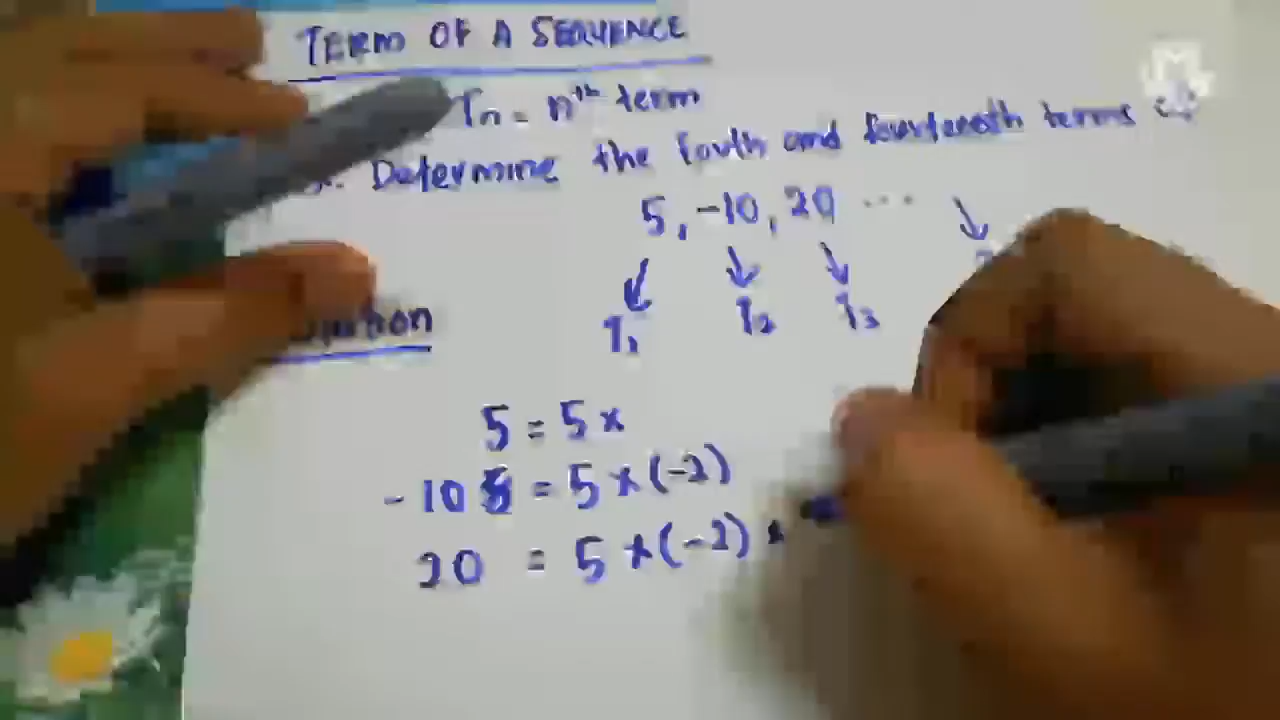 TERM OF A SEQUENCE
Tn = nth term
Determine the fouth and fourteenth terms of
5, -10, 20 ...
T1 T2 T3
5 = 5 x
-10 = 5 x (-2)
20 = 5 x (-2) x